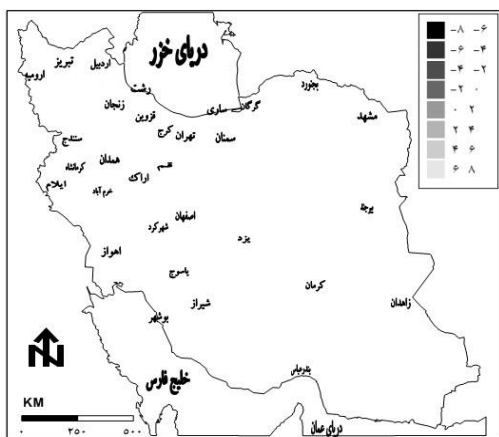 دریای خزر
-۸ -۶
-۶ -۴
-۴ -۲
-۲ ۰
۰ ۲
۲ ۴
۴ ۶
۶ ۸
اردبیل
تبریز
ارومیه
رشت
زنجان
قزوین
گرگان
ساری
بجنورد
مشهد
سنندج
کرج
تهران
سمنان
همدان
کرمانشاه
قم
اراک
ایلام
خرم آباد
اصفهان
شهرکرد
یزد
اهواز
یاسوج
شیراز
کرمان
زاهدان
بوشهر
بندرعباس
خلیج فارس
دریای عمان
N
KM
۰ ۲۵۰ ۵۰۰